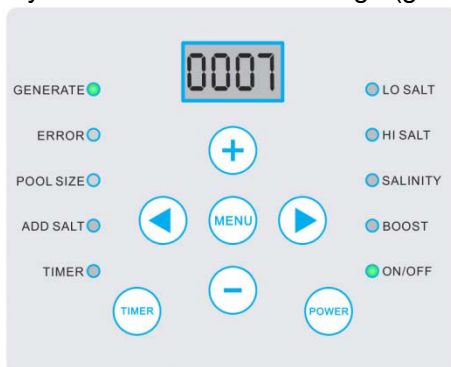 0007
GENERATE LO SALT
ERROR + HI SALT
POOL SIZE SALINITY
ADD SALT MENU BOOST
TIMER ON/OFF
−
TIMER POWER